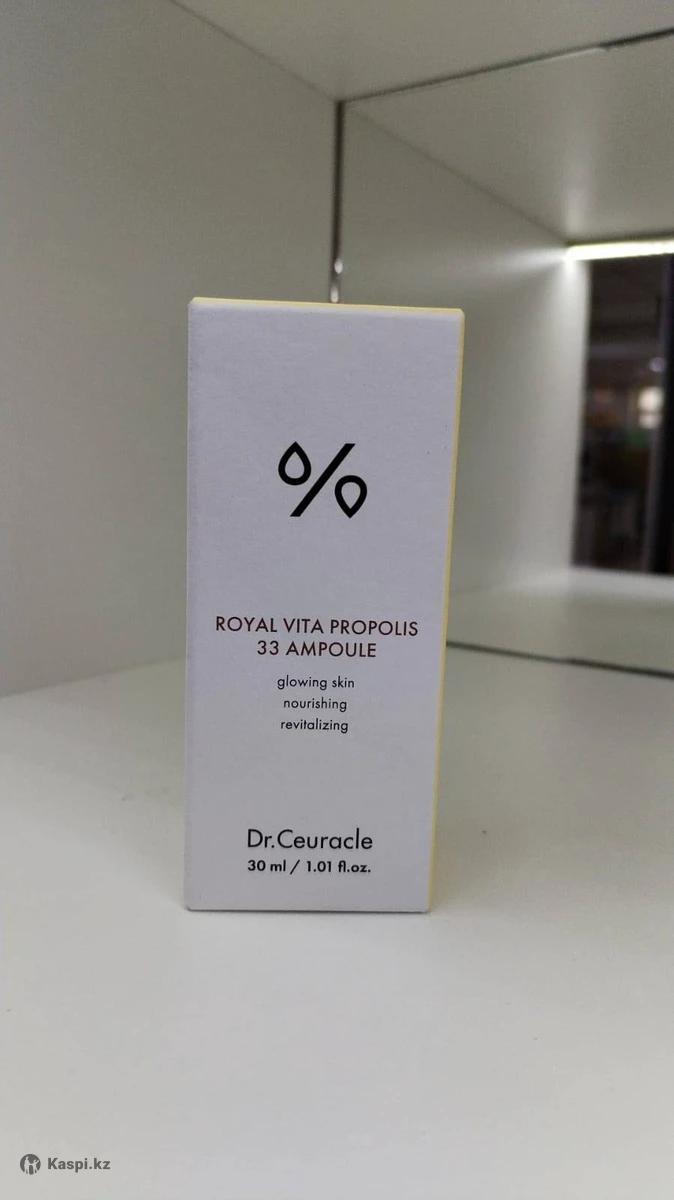 %
ROYAL VITA PROPOLIS
33 AMPOULE
glowing skin
nourishing
revitalizing
Dr.Ceuracle
30 ml / 1.01 fl.oz.
Kaspi.kz